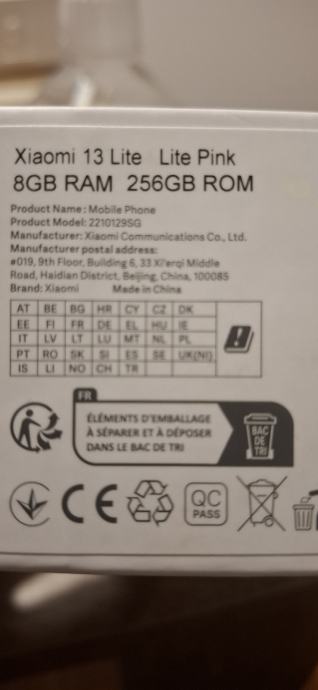 Xiaomi 13 Lite Lite Pink
8GB RAM 256GB ROM
Product Name: Mobile Phone
Product Model: 2210129SG
Manufacturer: Xiaomi Communications Co., Ltd.
Manufacturer postal address:
#019, 9th Floor, Building 6, 33 Xi'erqi Middle
Road, Haidian District, Beijing, China, 100085
Brand: Xiaomi Made in China
AT BE BG HR CY CZ DK
EE FI FR DE EL HU IE
IT LV LT LU MT NL PL
PT RO SK SI ES SE UK(NI)
IS LI NO CH TR
FR
ÉLÉMENTS D'EMBALLAGE
À SÉPARER ET À DÉPOSER
DANS LE BAC DE TRI
BAC
DE
TRI
CE
QC
PASS